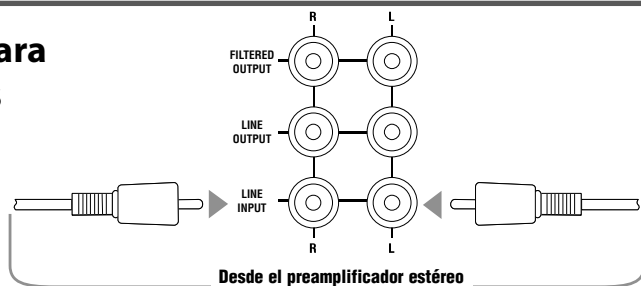 ara
R L
FILTERED
OUTPUT
LINE
OUTPUT
LINE
INPUT
R L
Desde el preamplificador estéreo